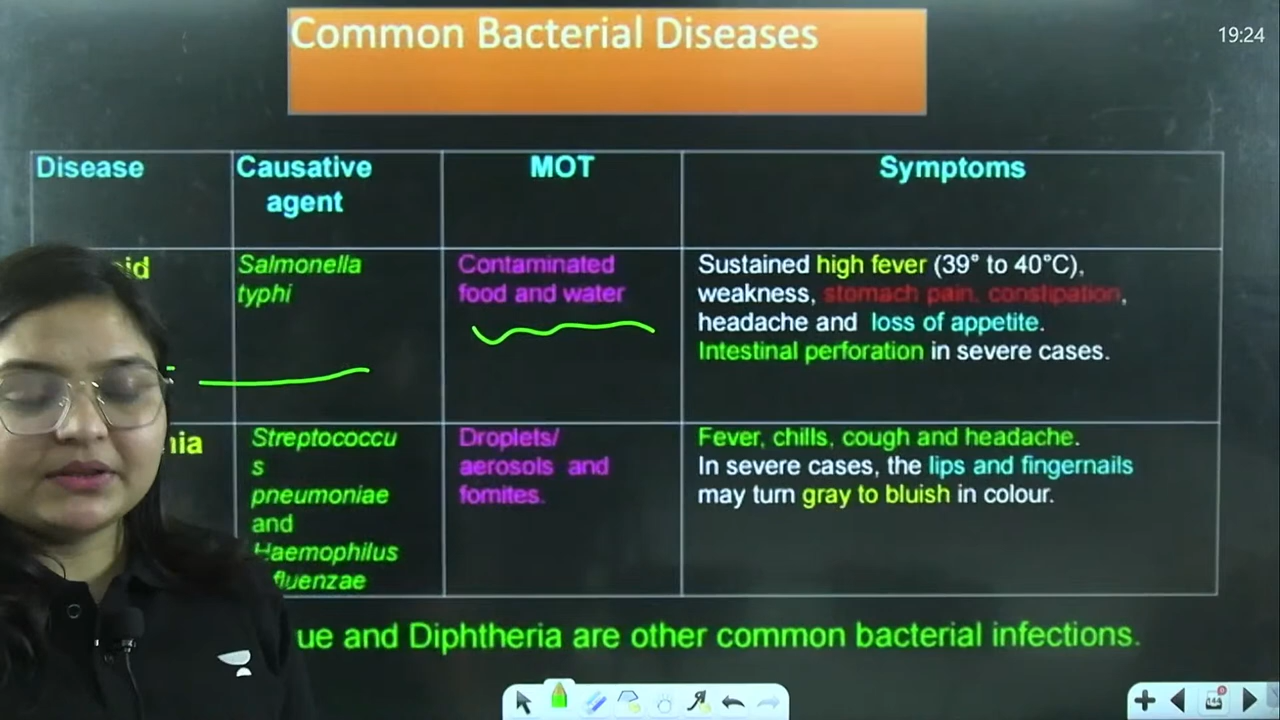 Common Bacterial Diseases
19:24
Disease
Causative
agent
MOT
Symptoms
Salmonella
typhi
Contaminated
food and water
Sustained high fever (39° to 40°C),
weakness, stomach pain, constipation,
headache and loss of appetite.
Intestinal perforation in severe cases.
Streptococcu
s
pneumoniae
and
Haemophilus
Droplets/
aerosols and
fomites.
Fever, chills, cough and headache.
In severe cases, the lips and fingernails
may turn gray to bluish in colour.
and Diphtheria are other common bacterial infections.